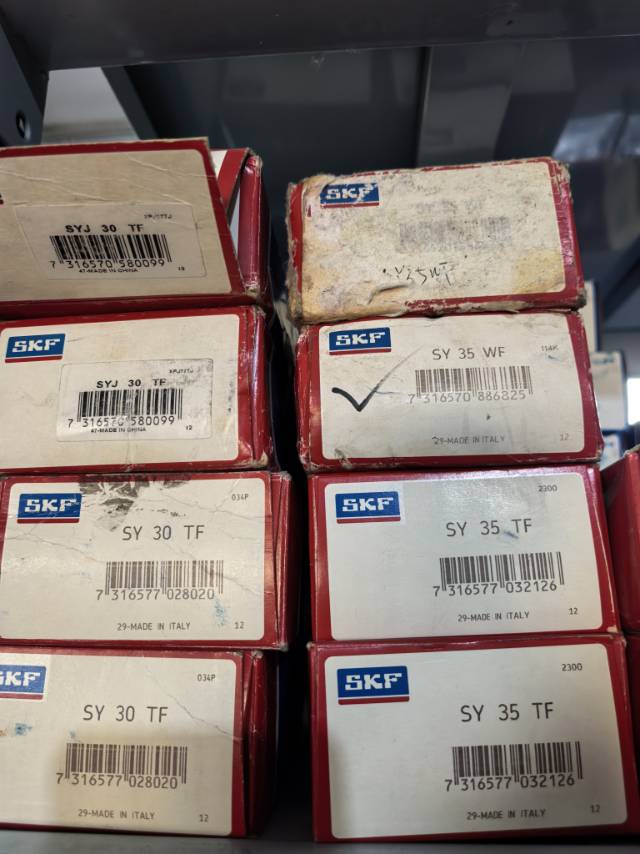 SYJ 30 TF
7 316570 580099
47-MADE IN CHINA
12
SKF
SYJ 30 TF
7 316570 580099
47-MADE IN CHINA
12
SKF
034P
SY 30 TF
7 316577 028020
29-MADE IN ITALY
12
SKF
034P
SY 30 TF
7 316577 028020
29-MADE IN ITALY
12
SKF
SKF
SY 35 WF
114K
7 316570 886825
29-MADE IN ITALY
12
SKF
2300
SY 35 TF
7 316577 032126
29-MADE IN ITALY
12
SKF
2300
SY 35 TF
7 316577 032126
29-MADE IN ITALY
12